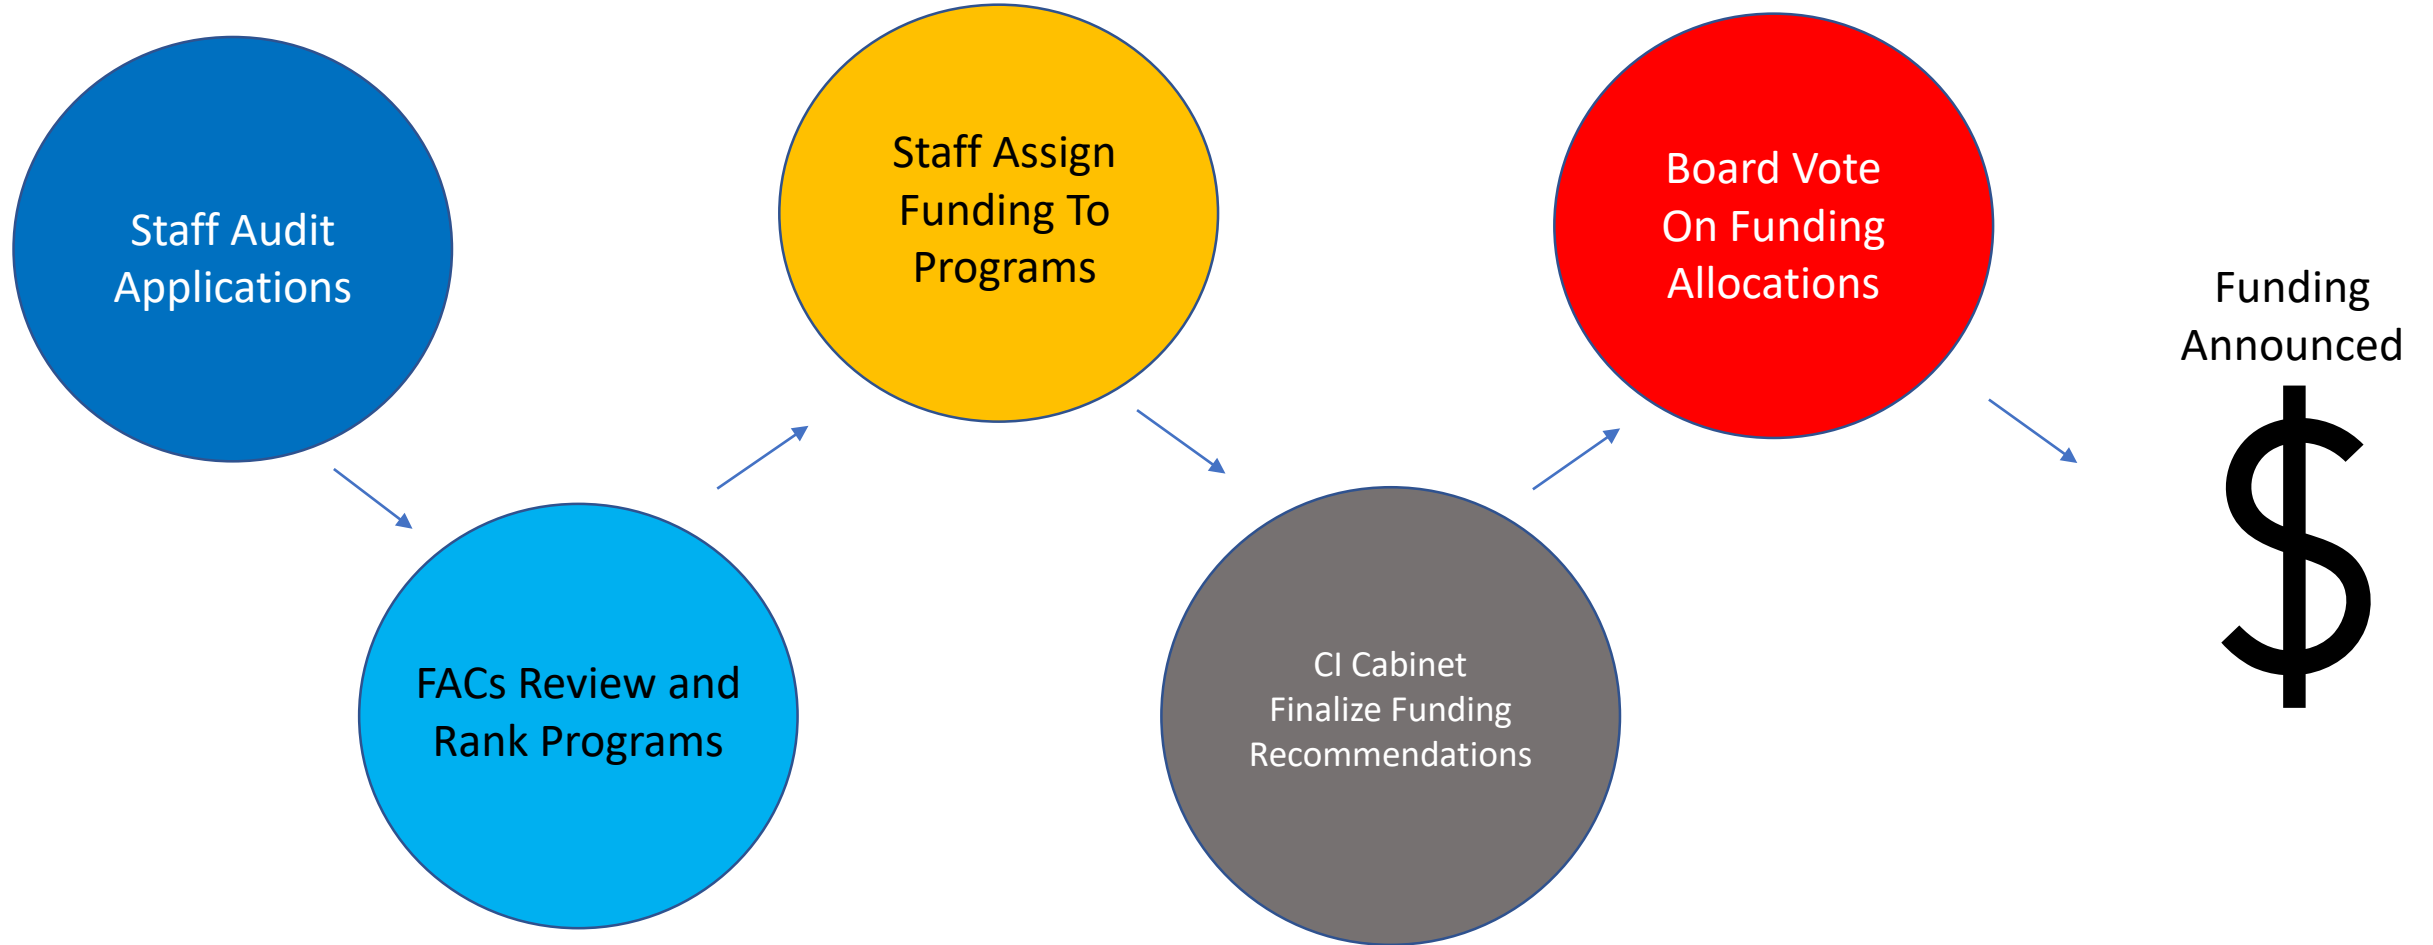 Staff Audit
Applications
FACs Review and
Rank Programs
Staff Assign
Funding To
Programs
CI Cabinet
Finalize Funding
Recommendations
Board Vote
On Funding
Allocations
Funding
Announced
$